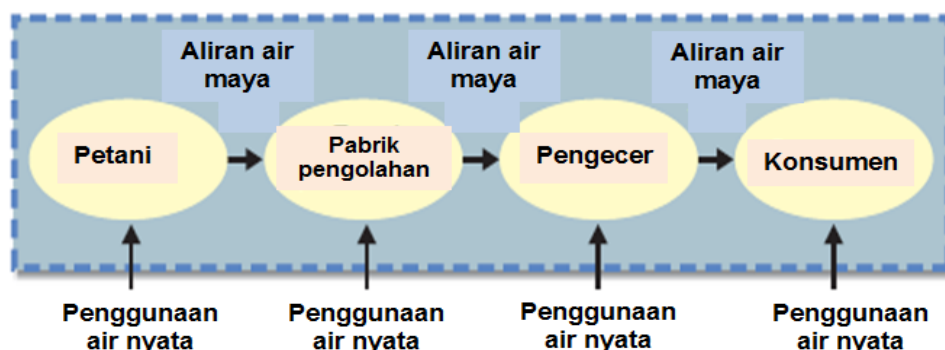 Aliran air
maya
Aliran air
maya
Aliran air
maya
Petani
Pabrik
pengolahan
Pengecer
Konsumen
Penggunaan
air nyata
Penggunaan
air nyata
Penggunaan
air nyata
Penggunaan
air nyata